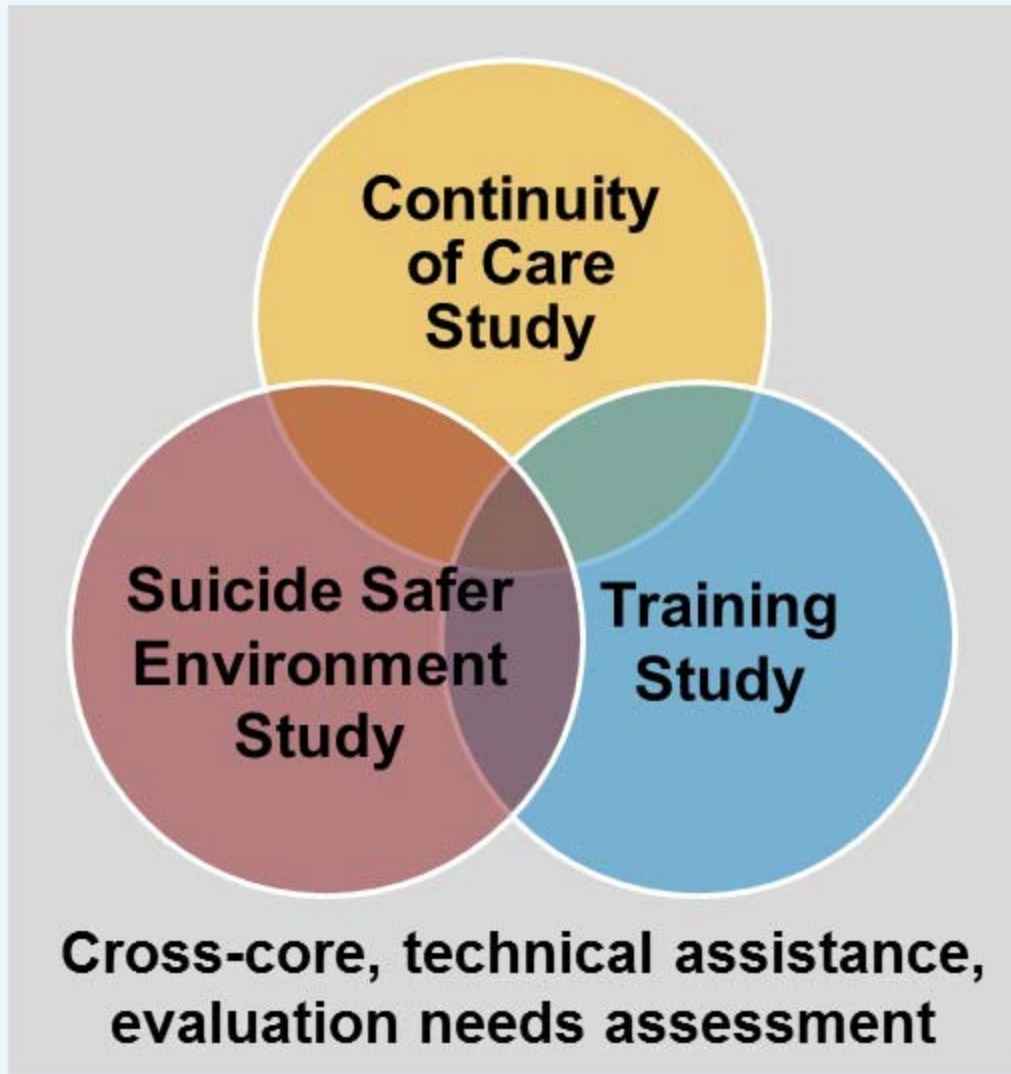 Continuity
of Care
Study
Suicide Safer
Environment
Study
Training
Study
Cross-core, technical assistance,
evaluation needs assessment